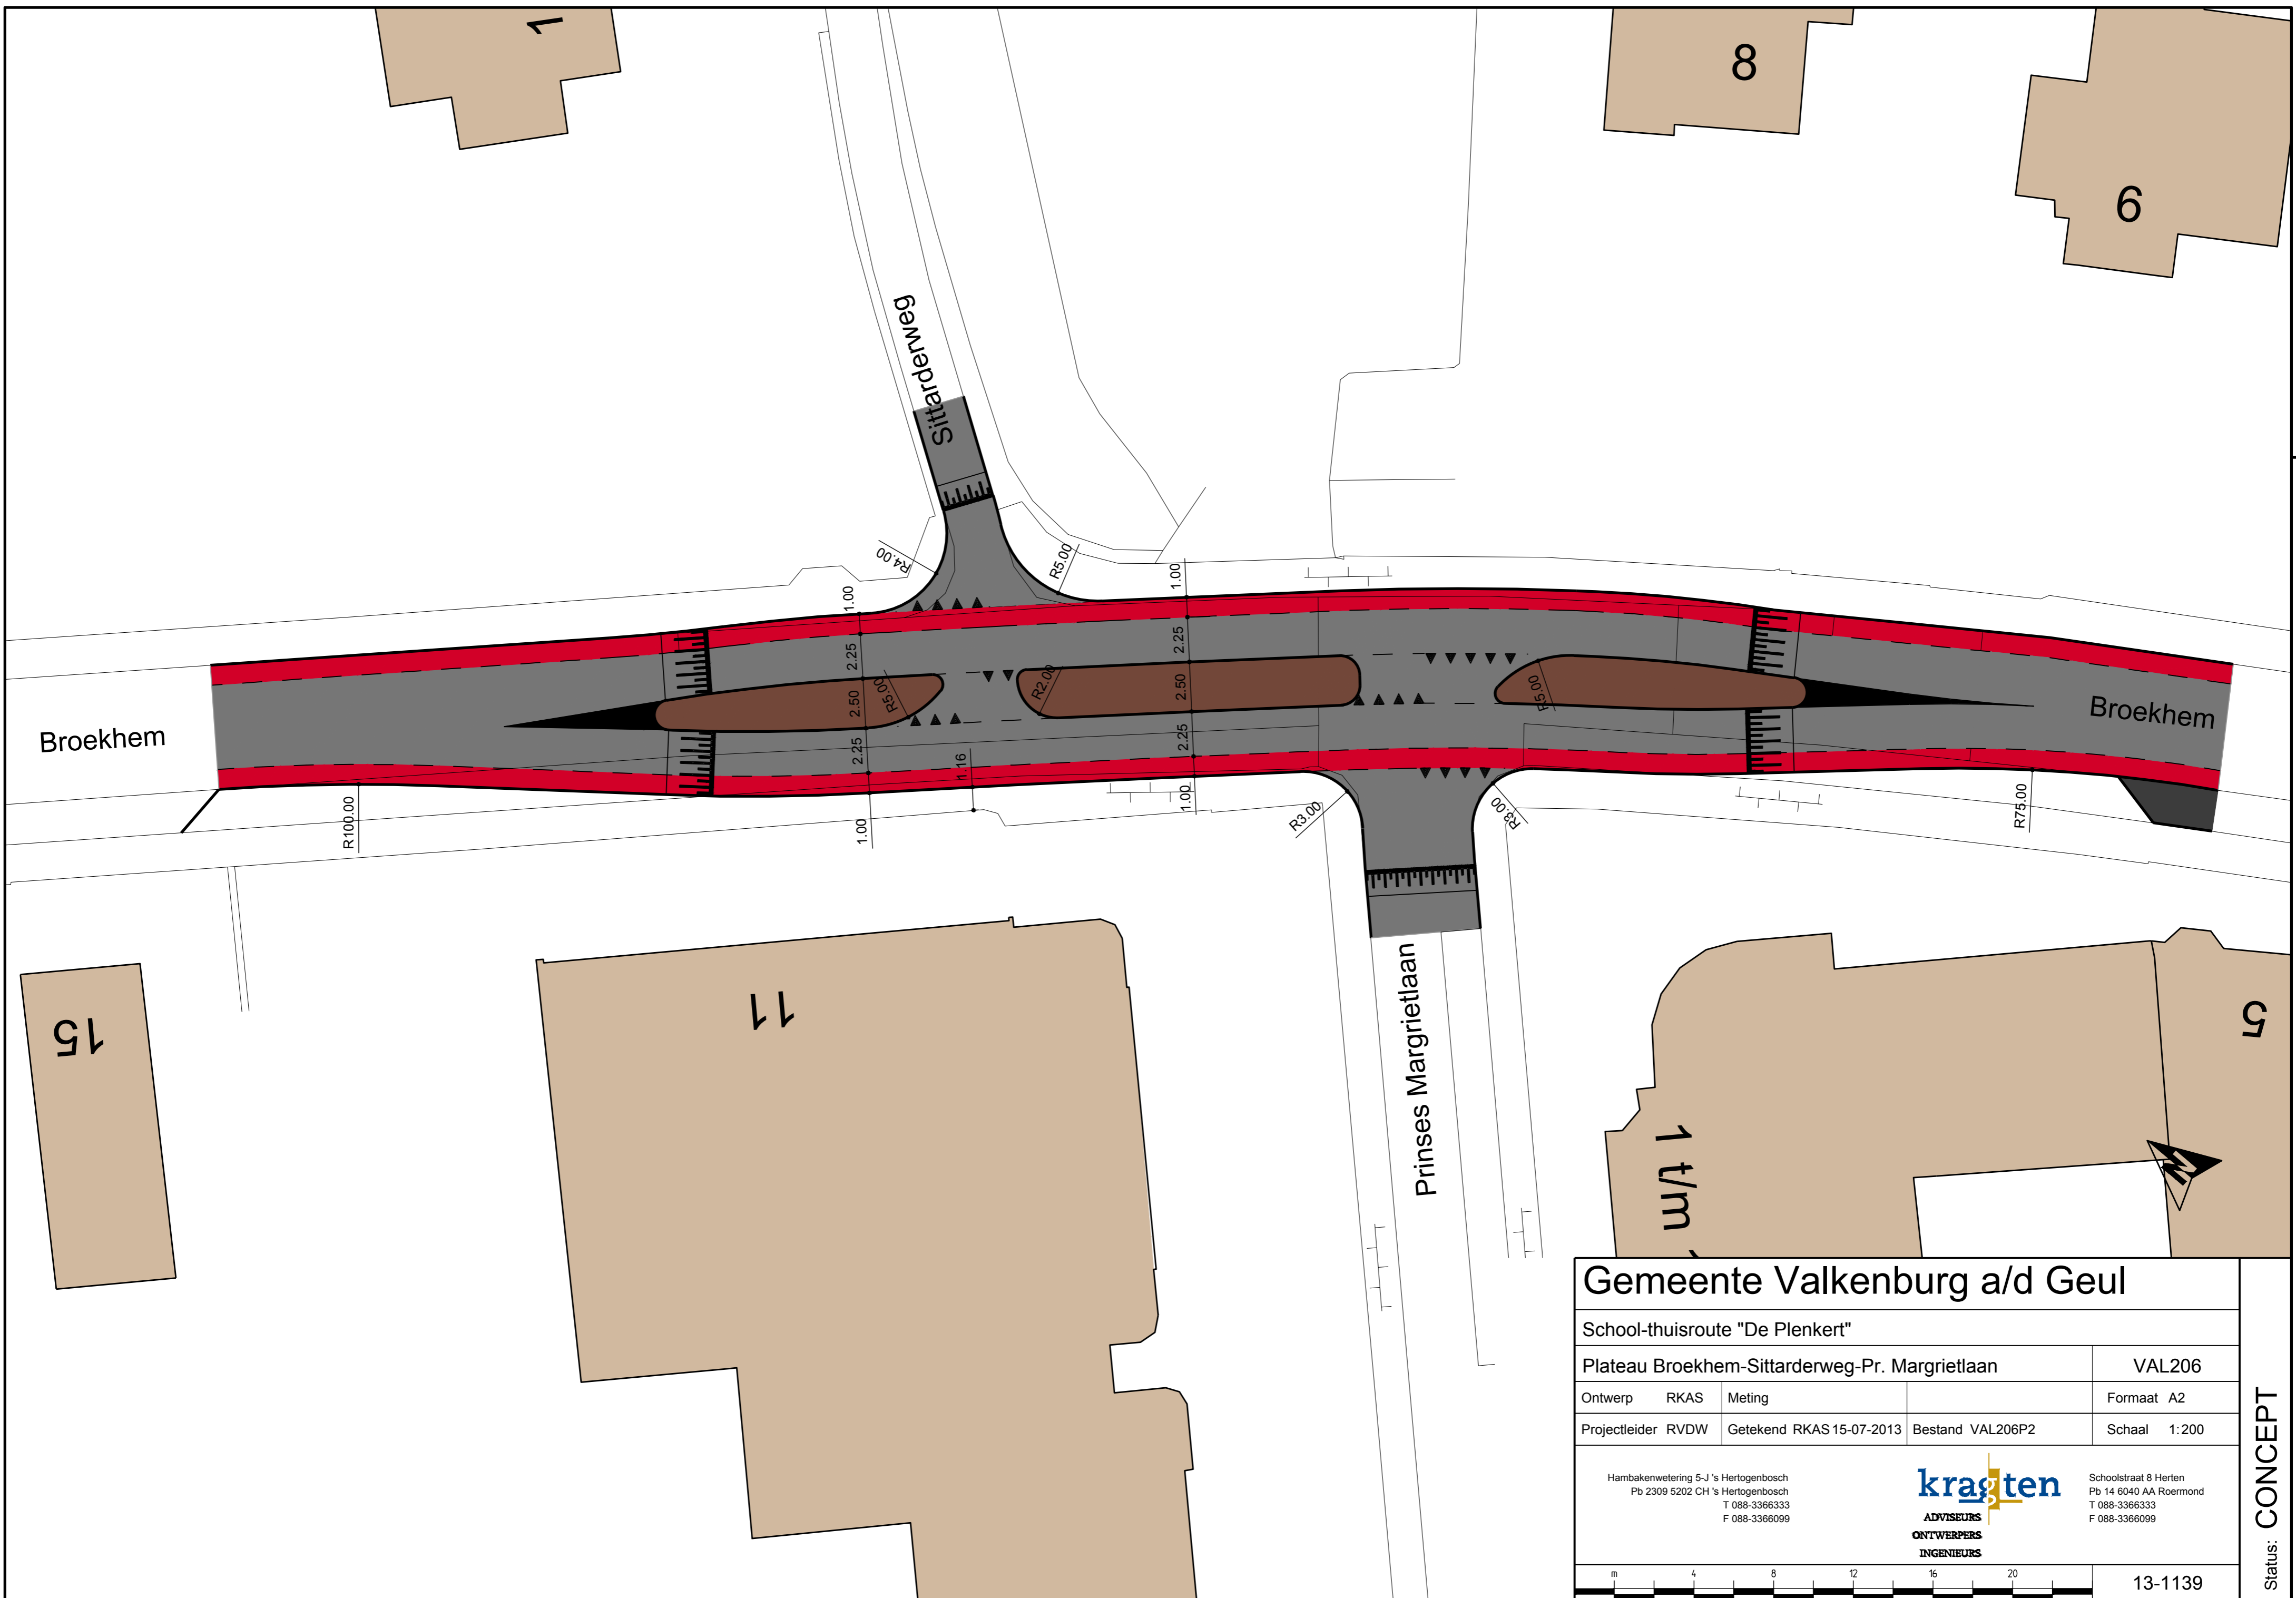 1
8
6
Sittarderweg
R4.00
R5.00
1.00
1.00
2.25
2.25
R5.00
R2.00
R5.00
2.50
2.50
Broekhem
Broekhem
2.25
2.25
1.16
R100.00
1.00
1.00
R3.00
R3.00
R75.00
Prinses Margrietlaan
15
11
5
1 t/m
N
Gemeente Valkenburg a/d Geul
School-thuisroute "De Plenkert"
Plateau Broekhem-Sittarderweg-Pr. Margrietlaan VAL206
Ontwerp RKAS Meting Formaat A2
Projectleider RVDW Getekend RKAS 15-07-2013 Bestand VAL206P2 Schaal 1:200
Hambakenwetering 5-J 's Hertogenbosch
Pb 2309 5202 CH 's Hertogenbosch
T 088-3366333
F 088-3366099
kragten
ADVISEURS
ONTWERPERS
INGENIEURS
Schoolstraat 8 Herten
Pb 14 6040 AA Roermond
T 088-3366333
F 088-3366099
m 4 8 12 16 20
13-1139
Status: CONCEPT